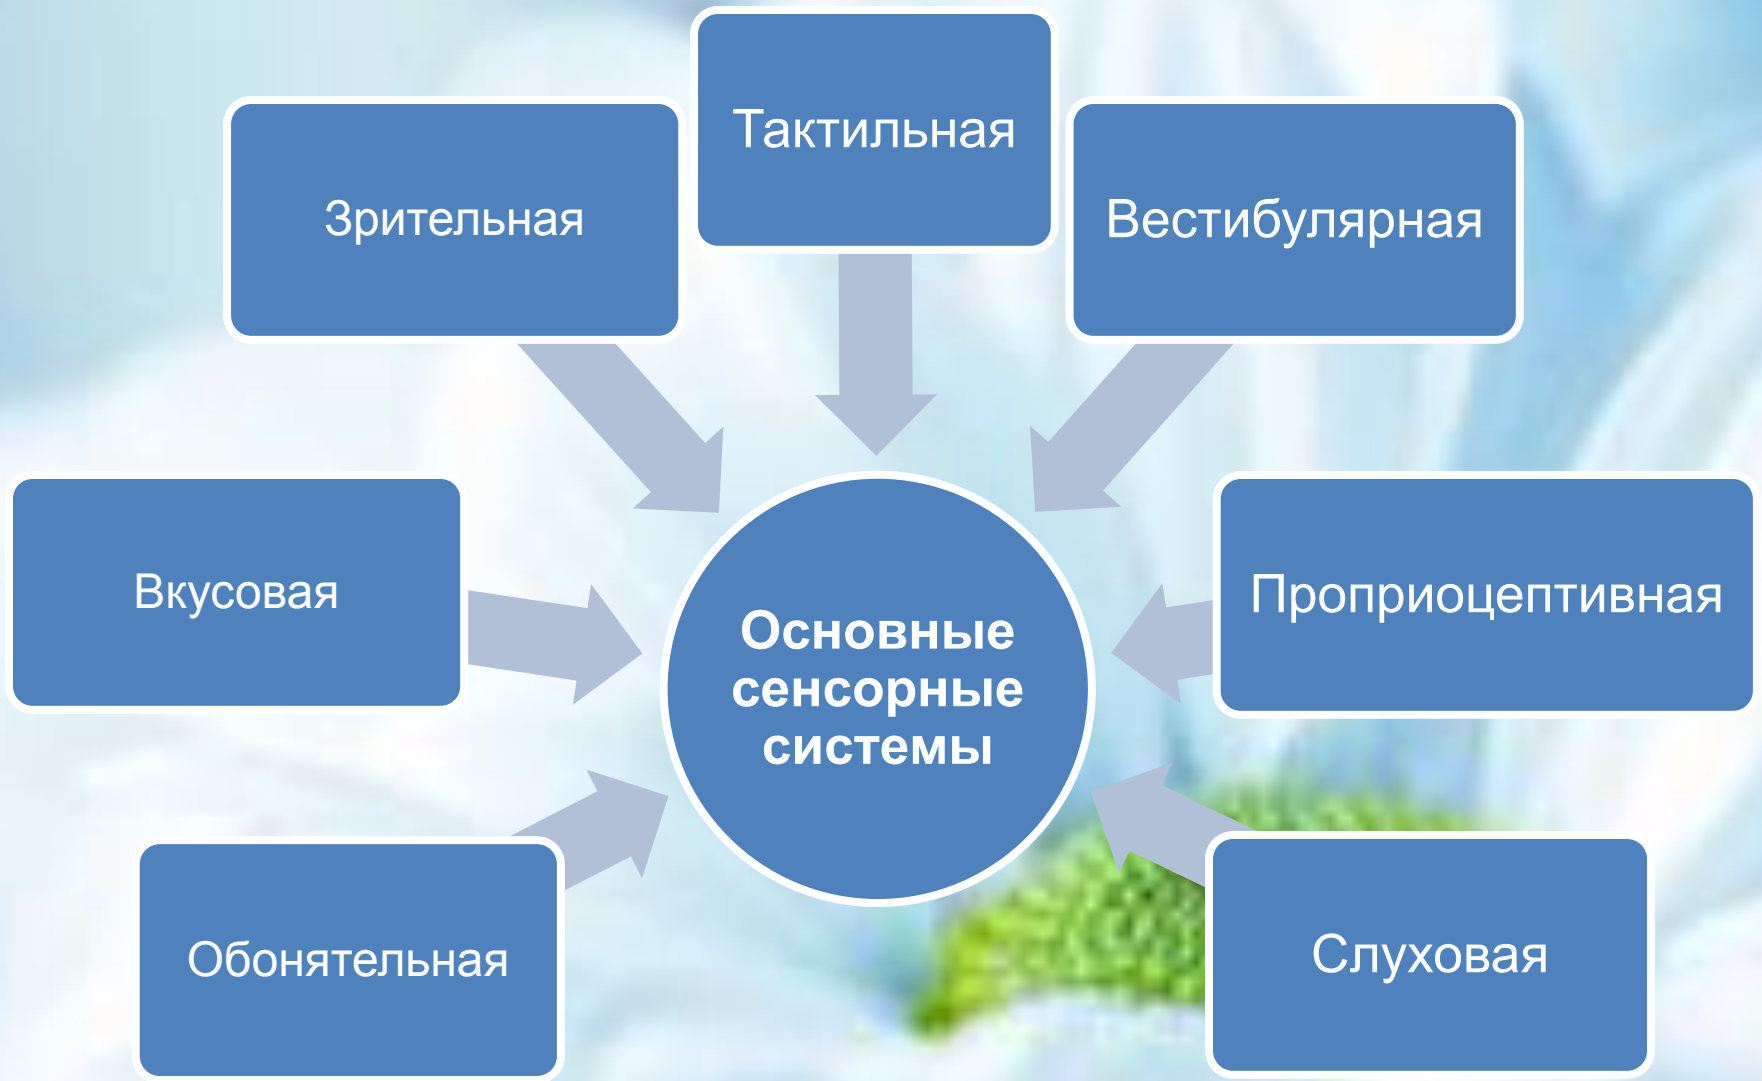 Тактильная
Зрительная
Вестибулярная
Вкусовая
Проприоцептивная
Основные
сенсорные
системы
Обонятельная
Слуховая